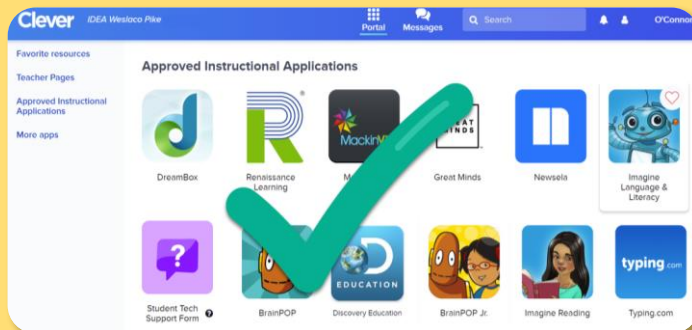 Clever IDEA Weslaco Pike Portal Messages Search O'Connor
Favorite resources
Teacher Pages
Approved Instructional
Applications
More apps
Approved Instructional Applications
DreamBox
Renaissance
Learning
Great Minds
Newsela
Imagine
Language &
Literacy
?
EDUCATION
typing.com
Student Tech
Support Form
BrainPOP
Discovery Education
BrainPOP Jr.
Imagine Reading
Typing.com